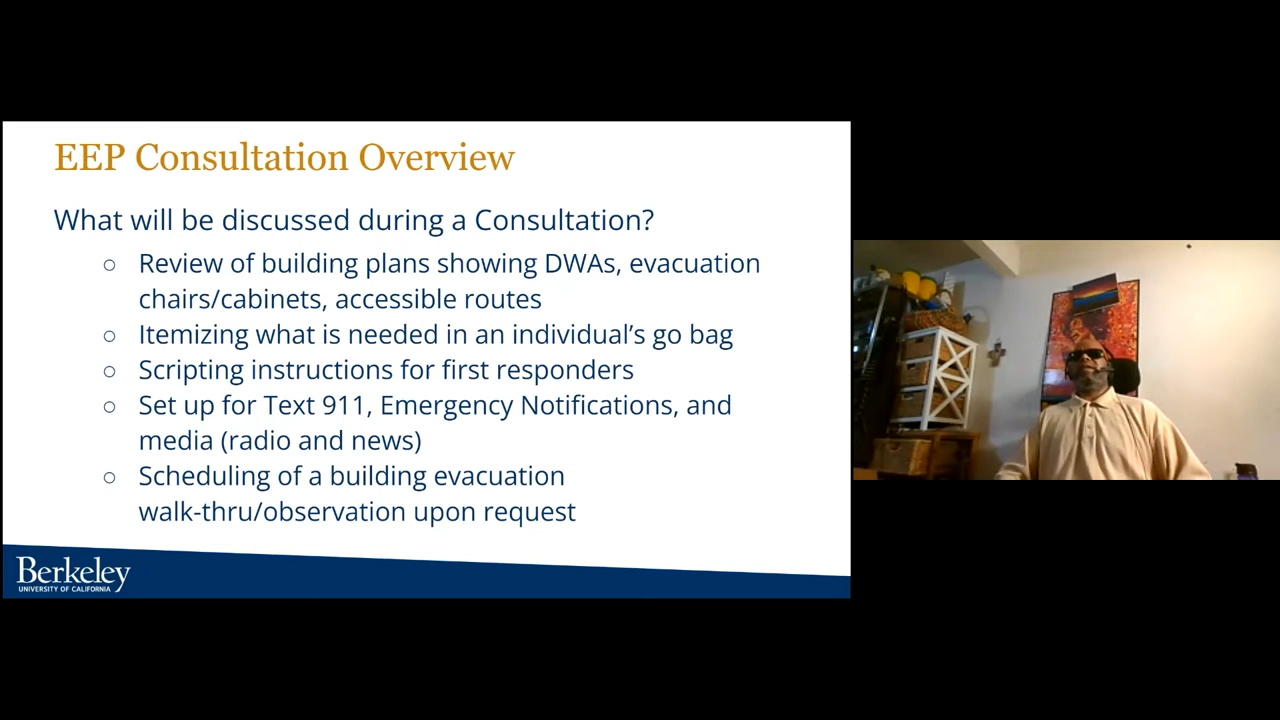 EEP Consultation Overview
What will be discussed during a Consultation?
○ Review of building plans showing DWAs, evacuation
chairs/cabinets, accessible routes
○ Itemizing what is needed in an individual's go bag
○ Scripting instructions for first responders
○ Set up for Text 911, Emergency Notifications, and
media (radio and news)
○ Scheduling of a building evacuation
walk-thru/observation upon request
Berkeley
UNIVERSITY OF CALIFORNIA